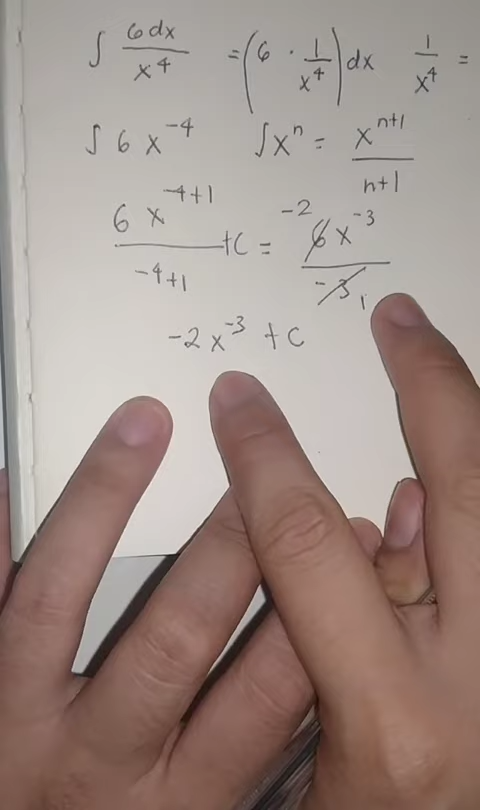 ∫ 6dx/x⁴ = (6 · 1/x⁴) dx 1/x⁴ =
∫ 6 x⁻⁴ ∫xⁿ = xⁿ⁺¹/n+1
6 x⁻⁴⁺¹/-4+1 +C = -2 6x⁻³/-3 1
-2x⁻³ + C